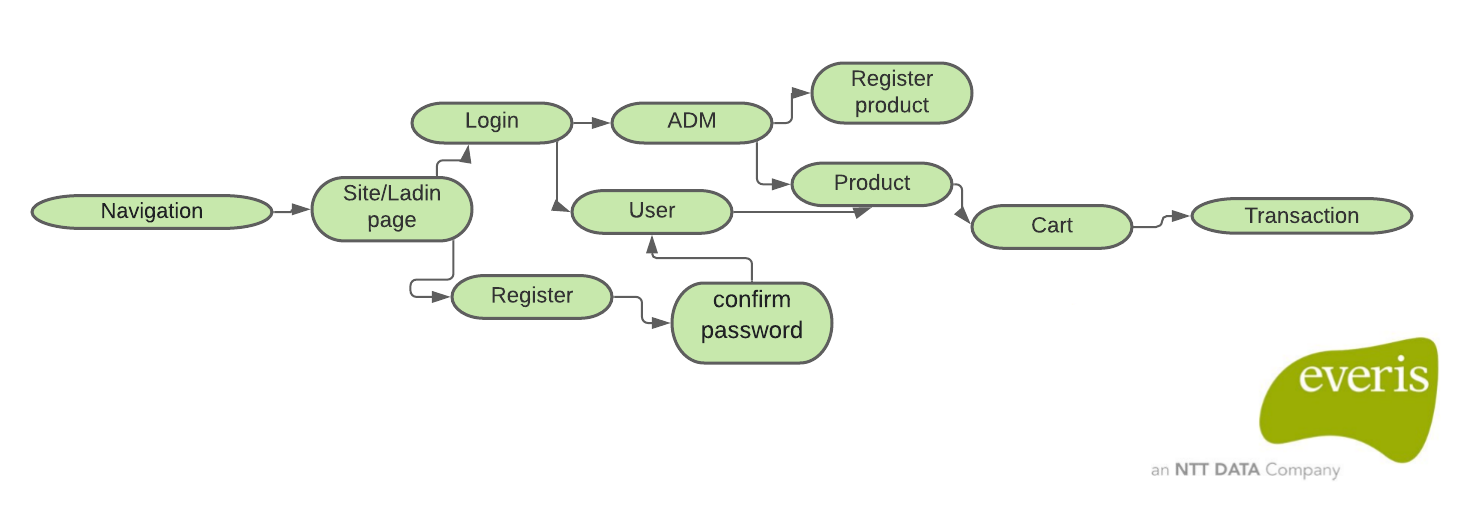 Register
product
Login
ADM
Site/Ladin
page
Product
Navigation
User
Cart
Transaction
Register
confirm
password
everis
an NTT DATA Company